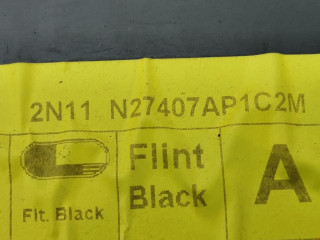 2N11 N27407AP1C2M
Flint
Black
A
Flt. Black